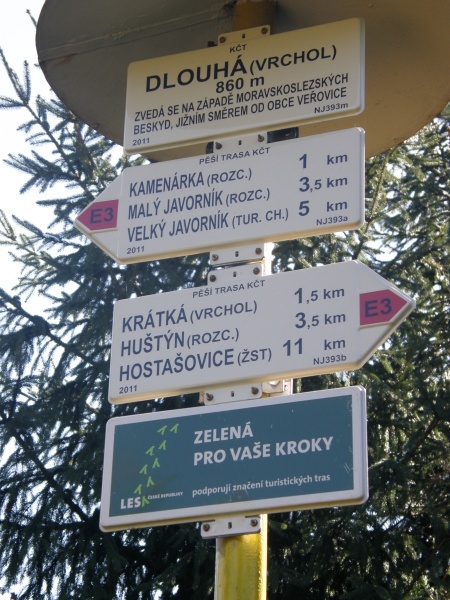 KČT
DLOUHÁ (VRCHOL)
860 m
ZVEDÁ SE NA ZÁPADĚ MORAVSKOSLEZSKÝCH
BESKYD, JIŽNÍM SMĚREM OD OBCE VEŘOVICE
2011 NJ393m
PĚŠÍ TRASA KČT
KAMENÁRKA (ROZC.) 1 km
MALÝ JAVORNÍK (ROZC.) 3,5 km
VELKÝ JAVORNÍK (TUR. CH.) 5 km
E3
2011 NJ393a
PĚŠÍ TRASA KČT
KRÁTKÁ (VRCHOL) 1,5 km
HUŠTÝN (ROZC.) 3,5 km
HOSTAŠOVICE (ŽST) 11 km
E3
2011 NJ393b
ZELENÁ
PRO VAŠE KROKY
LESY ČESKÉ REPUBLIKY
podporují značení turistických tras